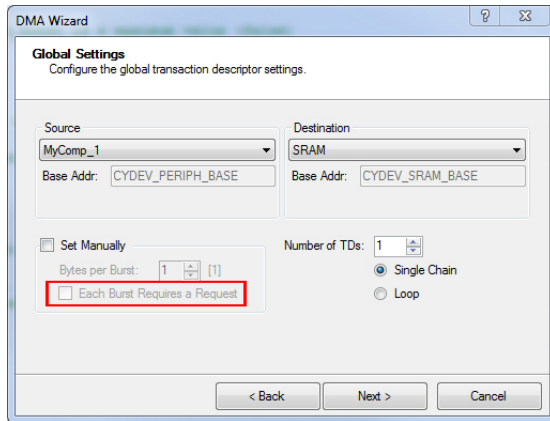 DMA Wizard
Global Settings
Configure the global transaction descriptor settings.
Source
MyComp_1
Base Addr: CYDEV_PERIPH_BASE
Destination
SRAM
Base Addr: CYDEV_SRAM_BASE
Set Manually
Bytes per Burst: 1 [1]
Each Burst Requires a Request
Number of TDs: 1
Single Chain
Loop
< Back Next > Cancel